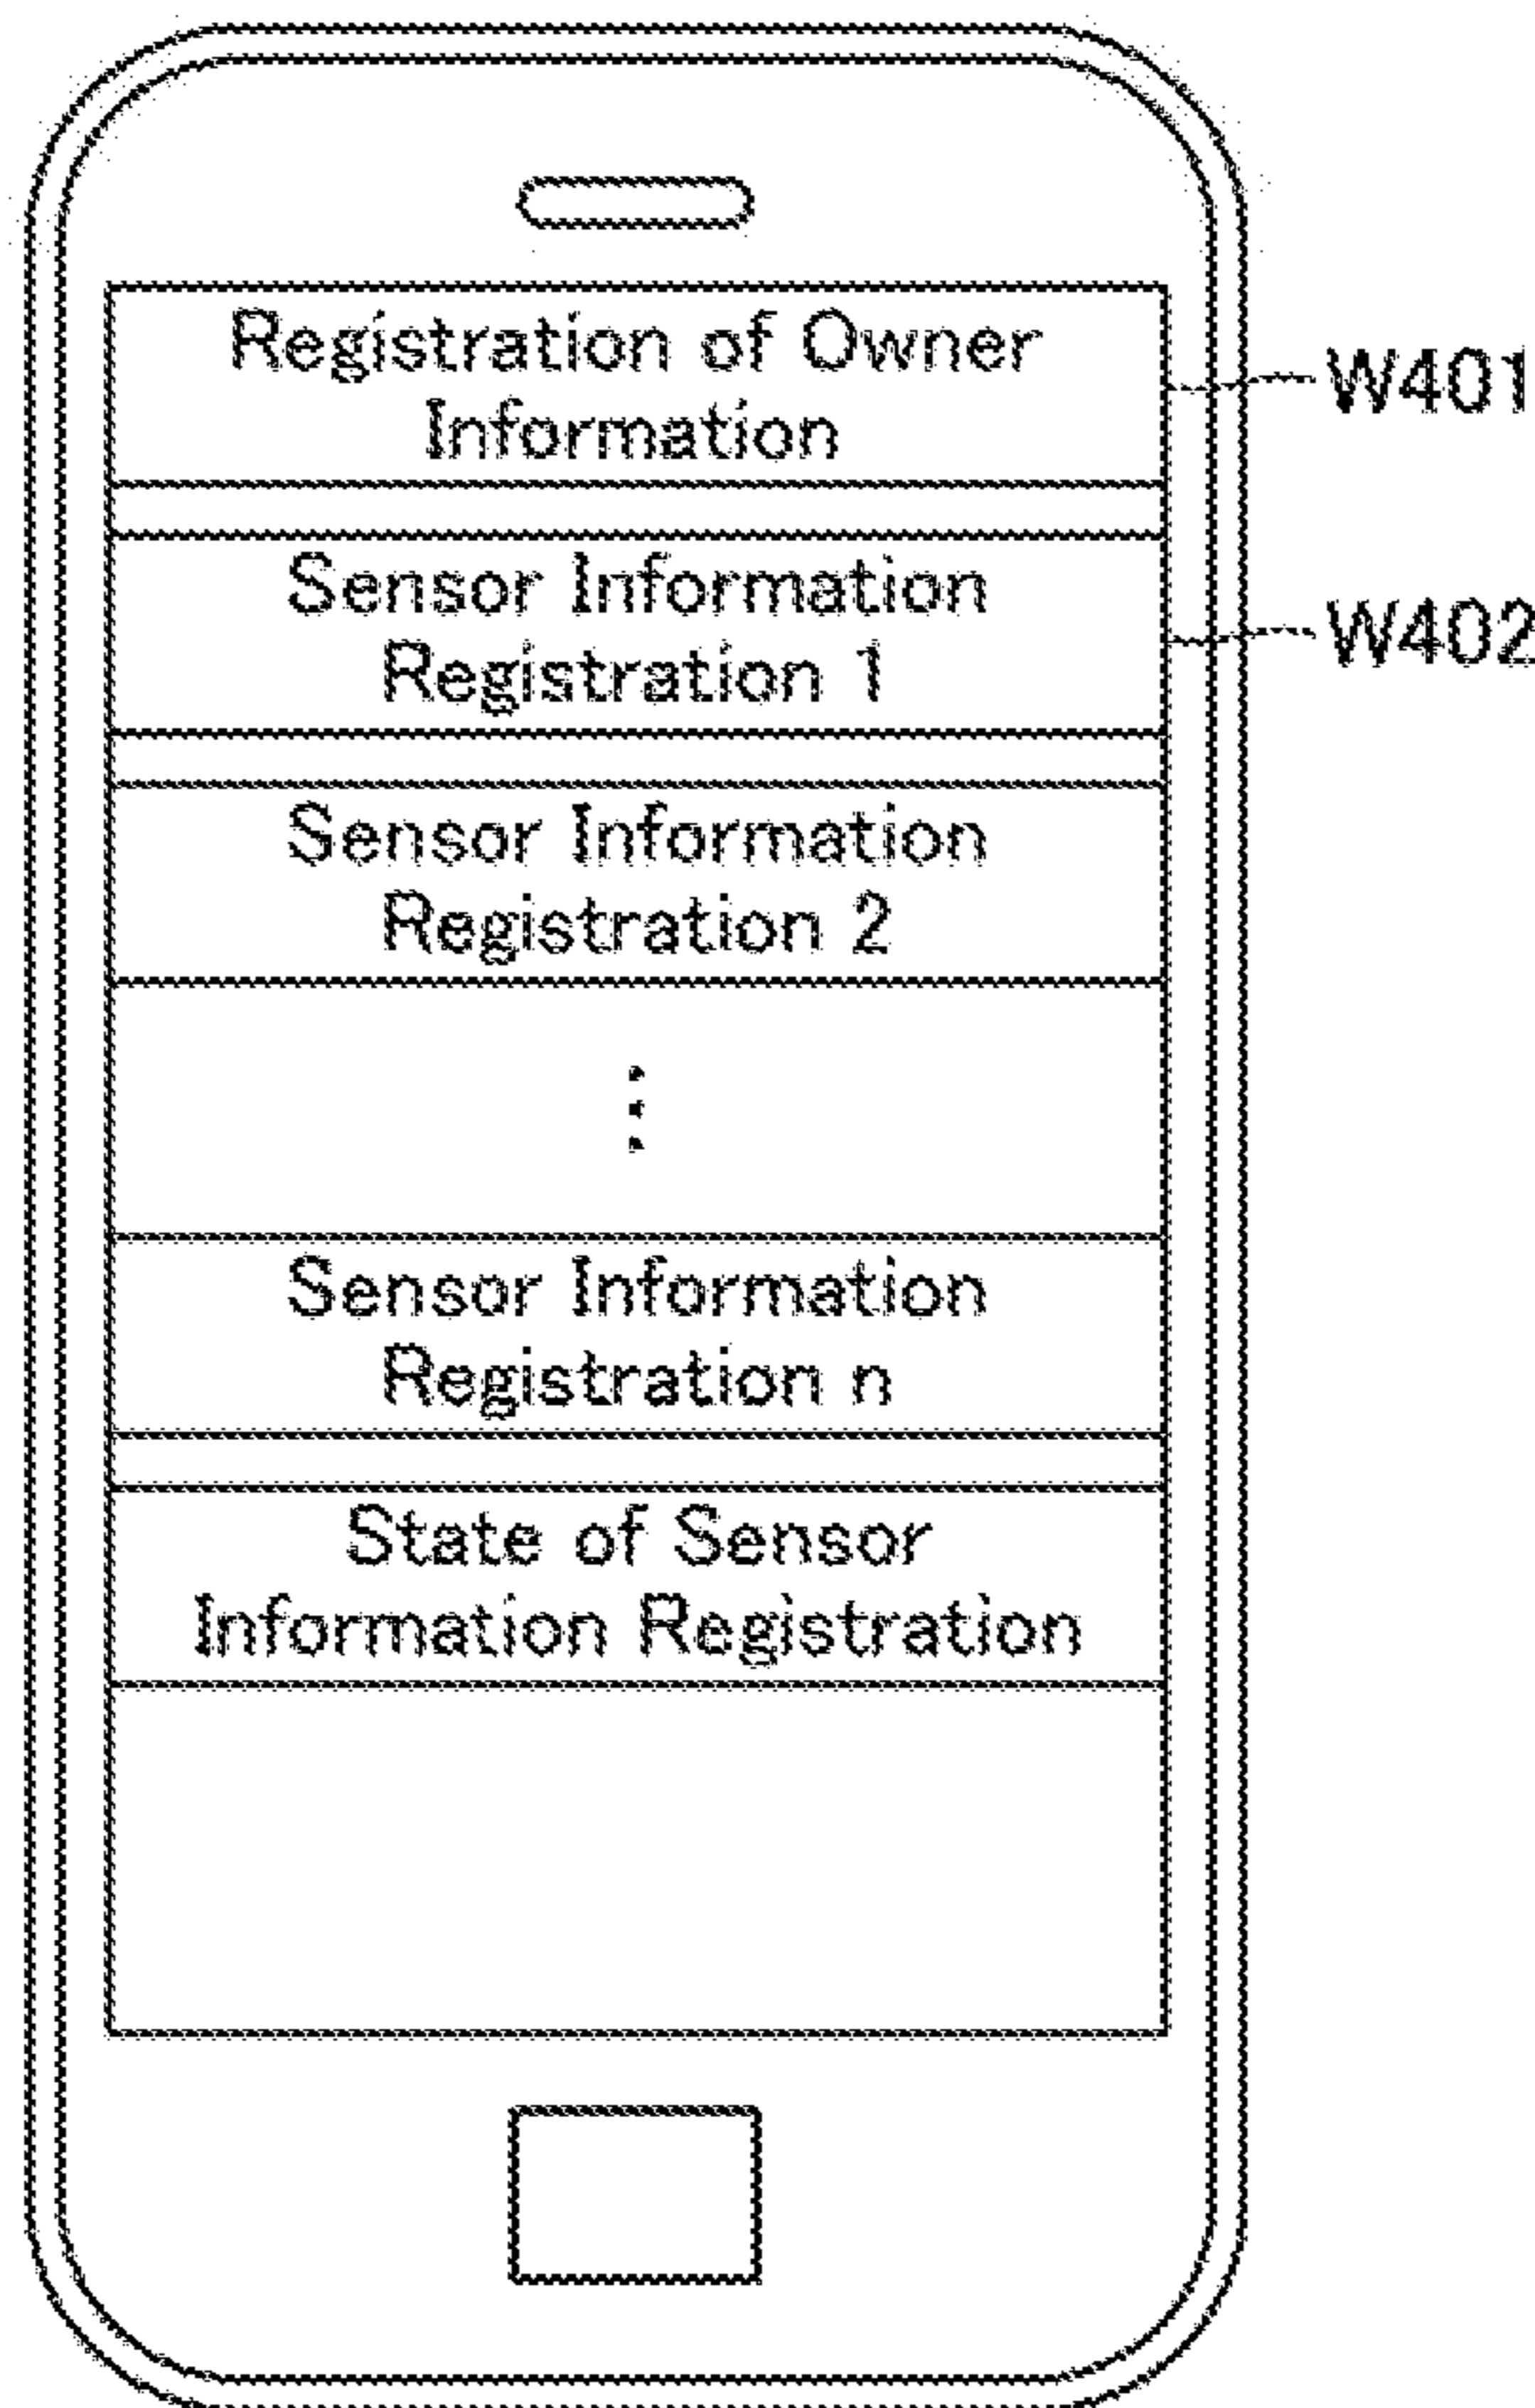 Registration of Owner
Information
W401
Sensor Information
Registration 1
W402
Sensor Information
Registration 2
⋮
Sensor Information
Registration n
State of Sensor
Information Registration